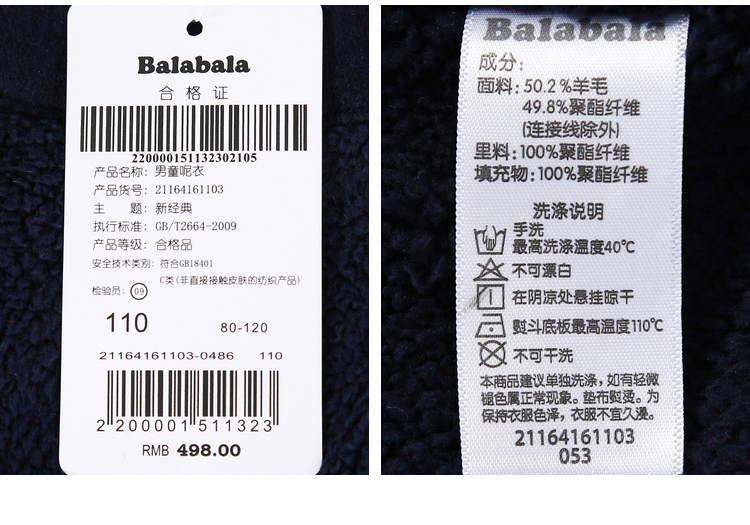 Balabala
合格证
220000151132302105
产品名称: 男童呢衣
产品货号: 21164161103
主 题: 新经典
执行标准: GB/T2664-2009
产品等级: 合格品
安全技术类别: 符合GB18401
C类(非直接接触皮肤的纺织产品)
检验员: 09
110 80-120
21164161103-0486 110
2 200001 511323
RMB 498.00
Balabala
成分:
面料: 50.2%羊毛
49.8%聚酯纤维
(连接线除外)
里料: 100%聚酯纤维
填充物: 100%聚酯纤维
洗涤说明
手洗
最高洗涤温度40℃
不可漂白
在阴凉处悬挂晾干
熨斗底板最高温度110℃
不可干洗
本商品建议单独洗涤, 如有轻微
褪色属正常现象。垫布熨烫。为
保持衣服色泽, 衣服不宜久浸。
21164161103
053